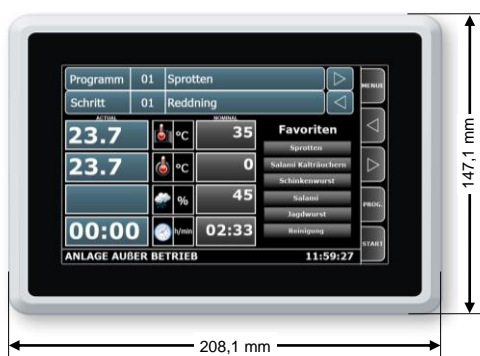 Programm 01 Sprotten
MENUE
Schritt 01 Reddning
ACTUAL NOMINAL
23.7 °C 35
Favoriten
Sprotten
23.7 °C 0
Salami Kalträuchern
Schinkenwurst
% 45
Salami
PROG.
Jagdwurst
00:00 h/min 02:33
Reinigung
START
ANLAGE AUßER BETRIEB 11:59:27
147,1 mm
208,1 mm